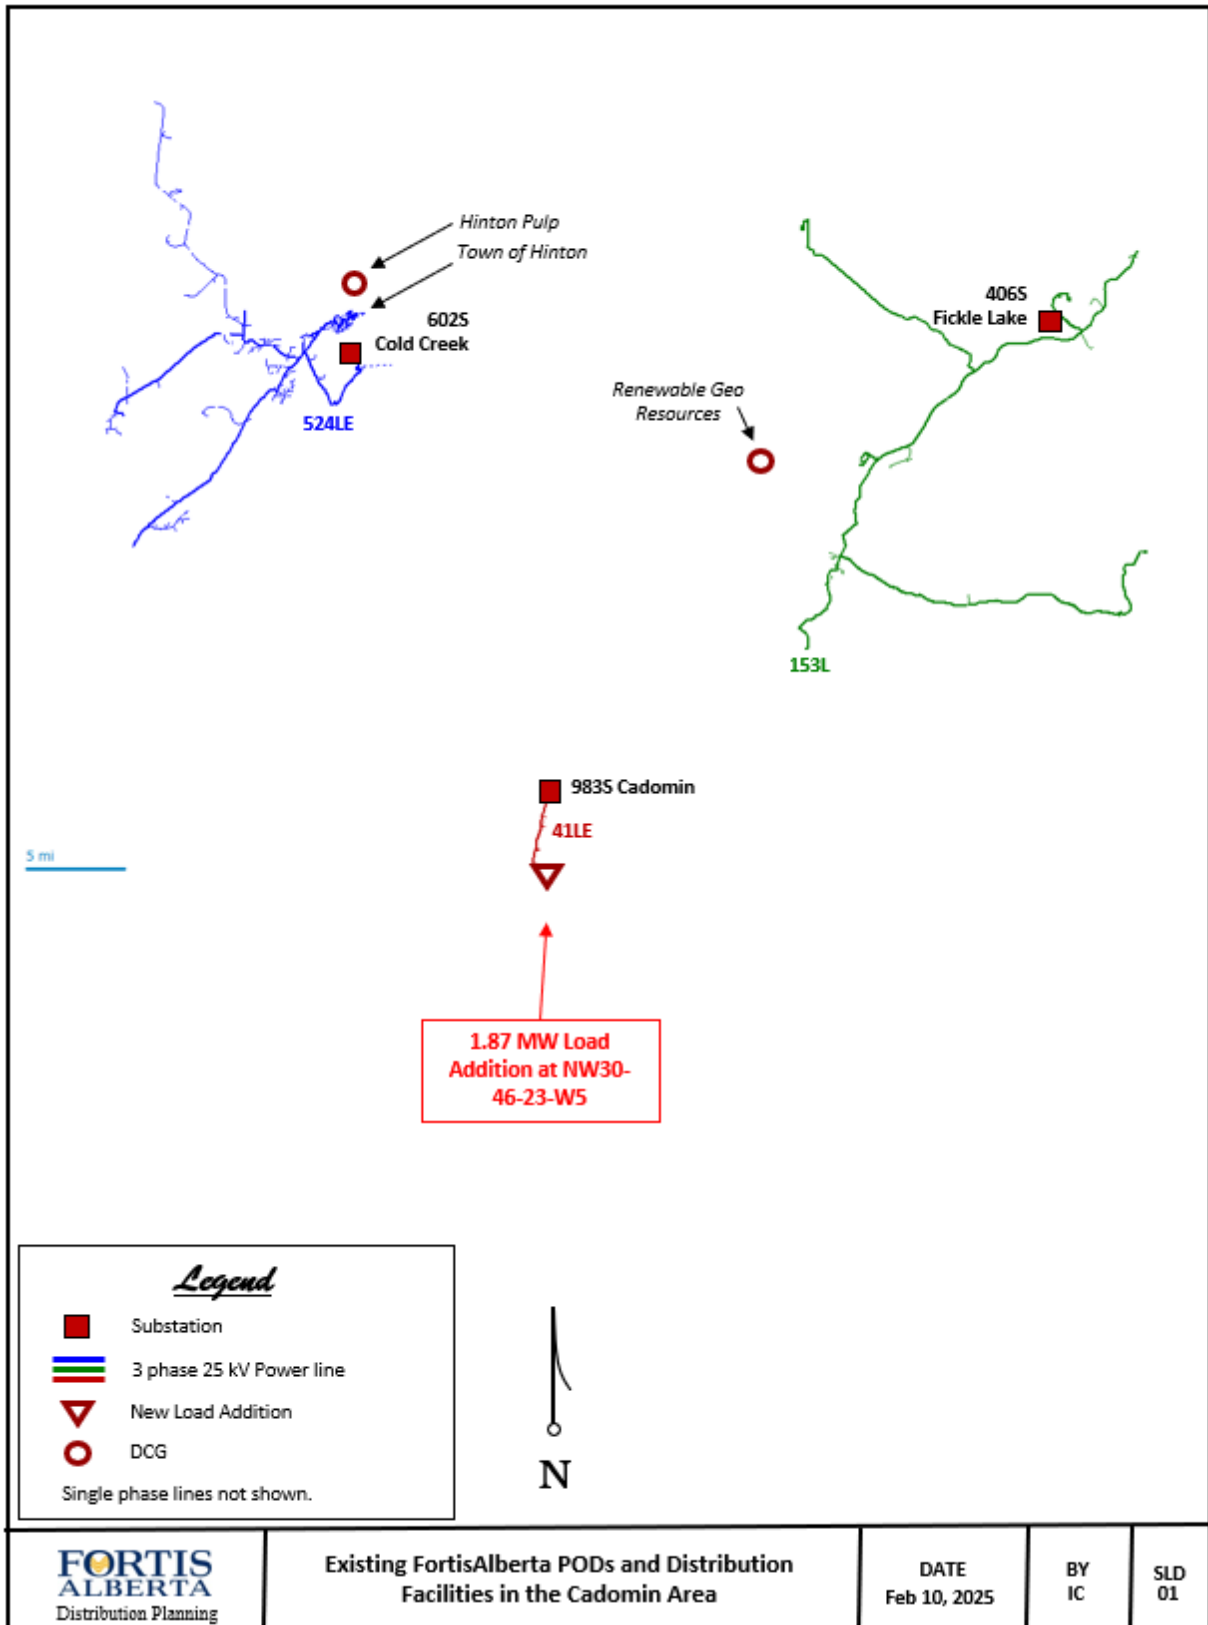 Hinton Pulp
Town of Hinton
602S
Cold Creek
524LE
406S
Fickle Lake
Renewable Geo
Resources
153L
983S Cadomin
41LE
5 mi
1.87 MW Load
Addition at NW30-
46-23-W5
Legend
Substation
3 phase 25 kV Power line
New Load Addition
DCG
Single phase lines not shown.
N
FORTIS
ALBERTA
Distribution Planning
Existing FortisAlberta PODs and Distribution
Facilities in the Cadomin Area
DATE
Feb 10, 2025
BY
IC
SLD
01